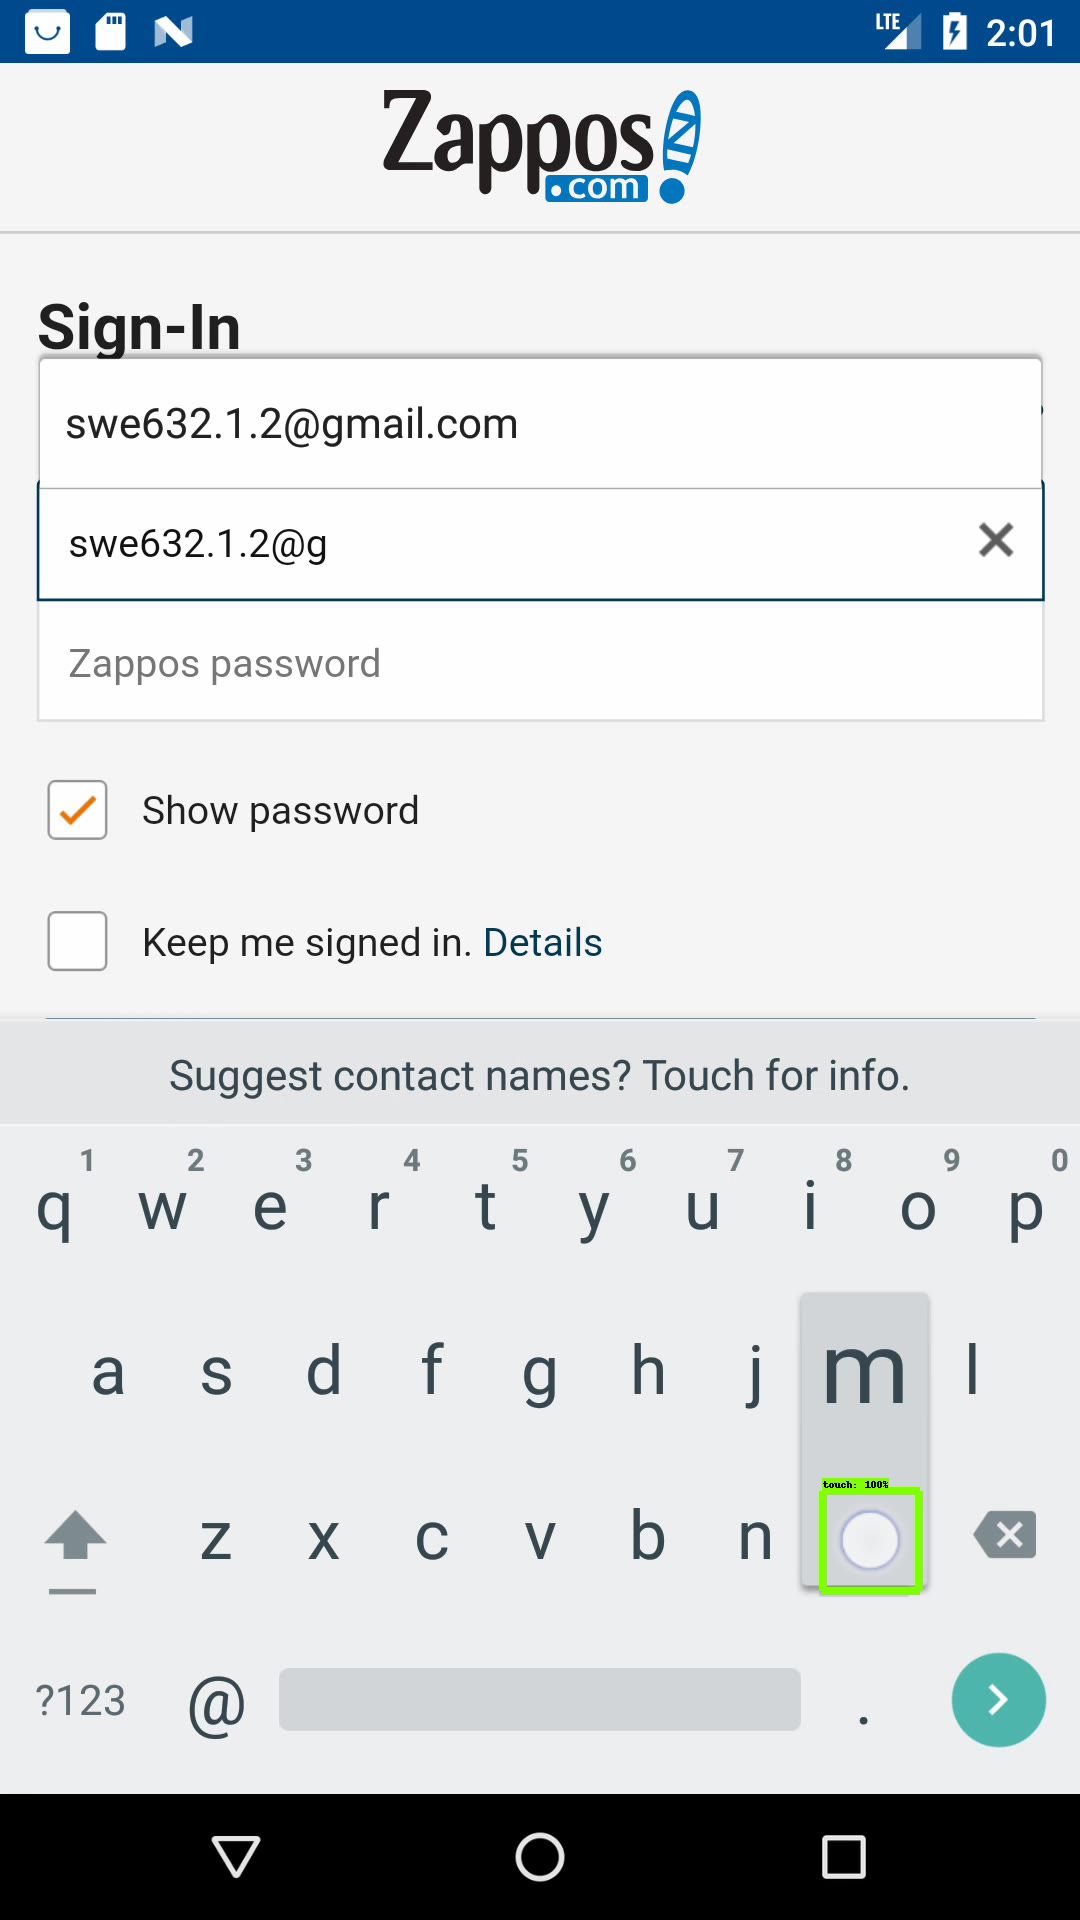 LTE 2:01
Zappos
.com
Sign-In
swe632.1.2@gmail.com
swe632.1.2@g
Zappos password
Show password
Keep me signed in. Details
Suggest contact names? Touch for info.
1 2 3 4 5 6 7 8 9 0
q w e r t y u i o p
a s d f g h j m l
touch: 100%
z x c v b n
?123 @ .